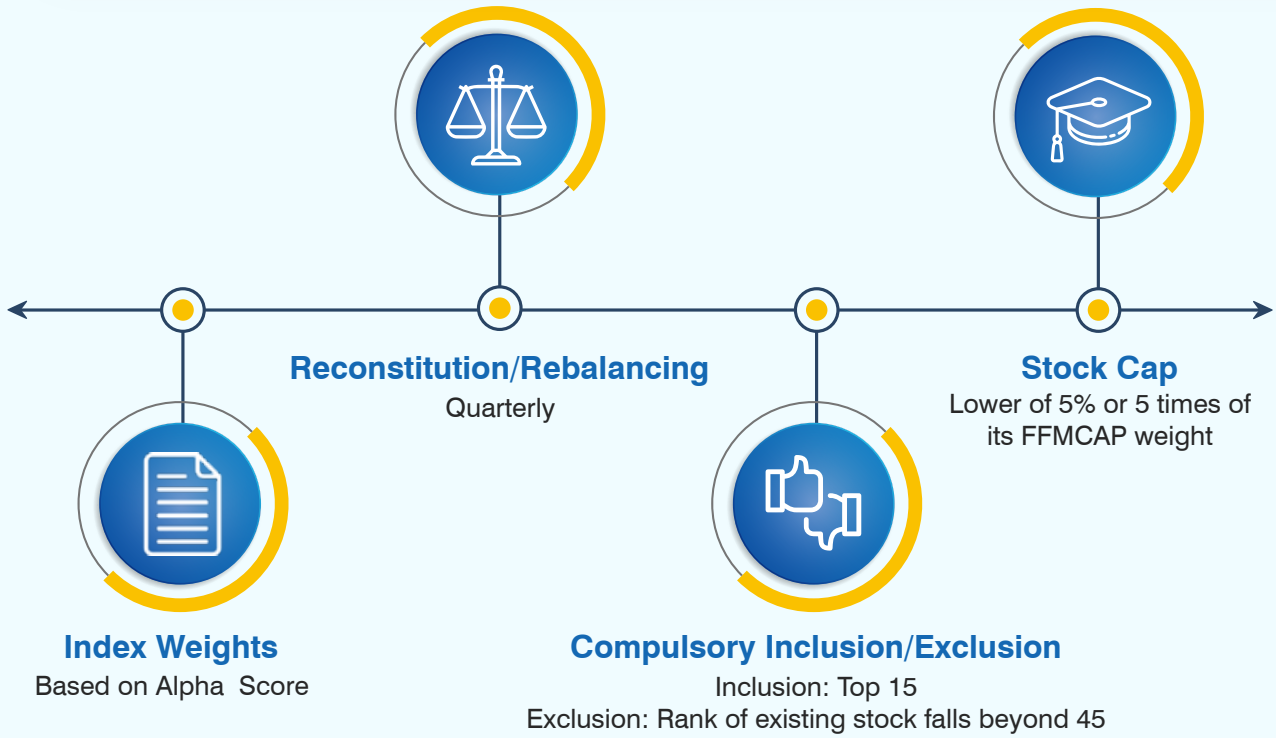 Reconstitution/Rebalancing
Quarterly
Stock Cap
Lower of 5% or 5 times of
its FFMCAP weight
Index Weights
Based on Alpha  Score
Compulsory Inclusion/Exclusion
Inclusion: Top 15
Exclusion: Rank of existing stock falls beyond 45